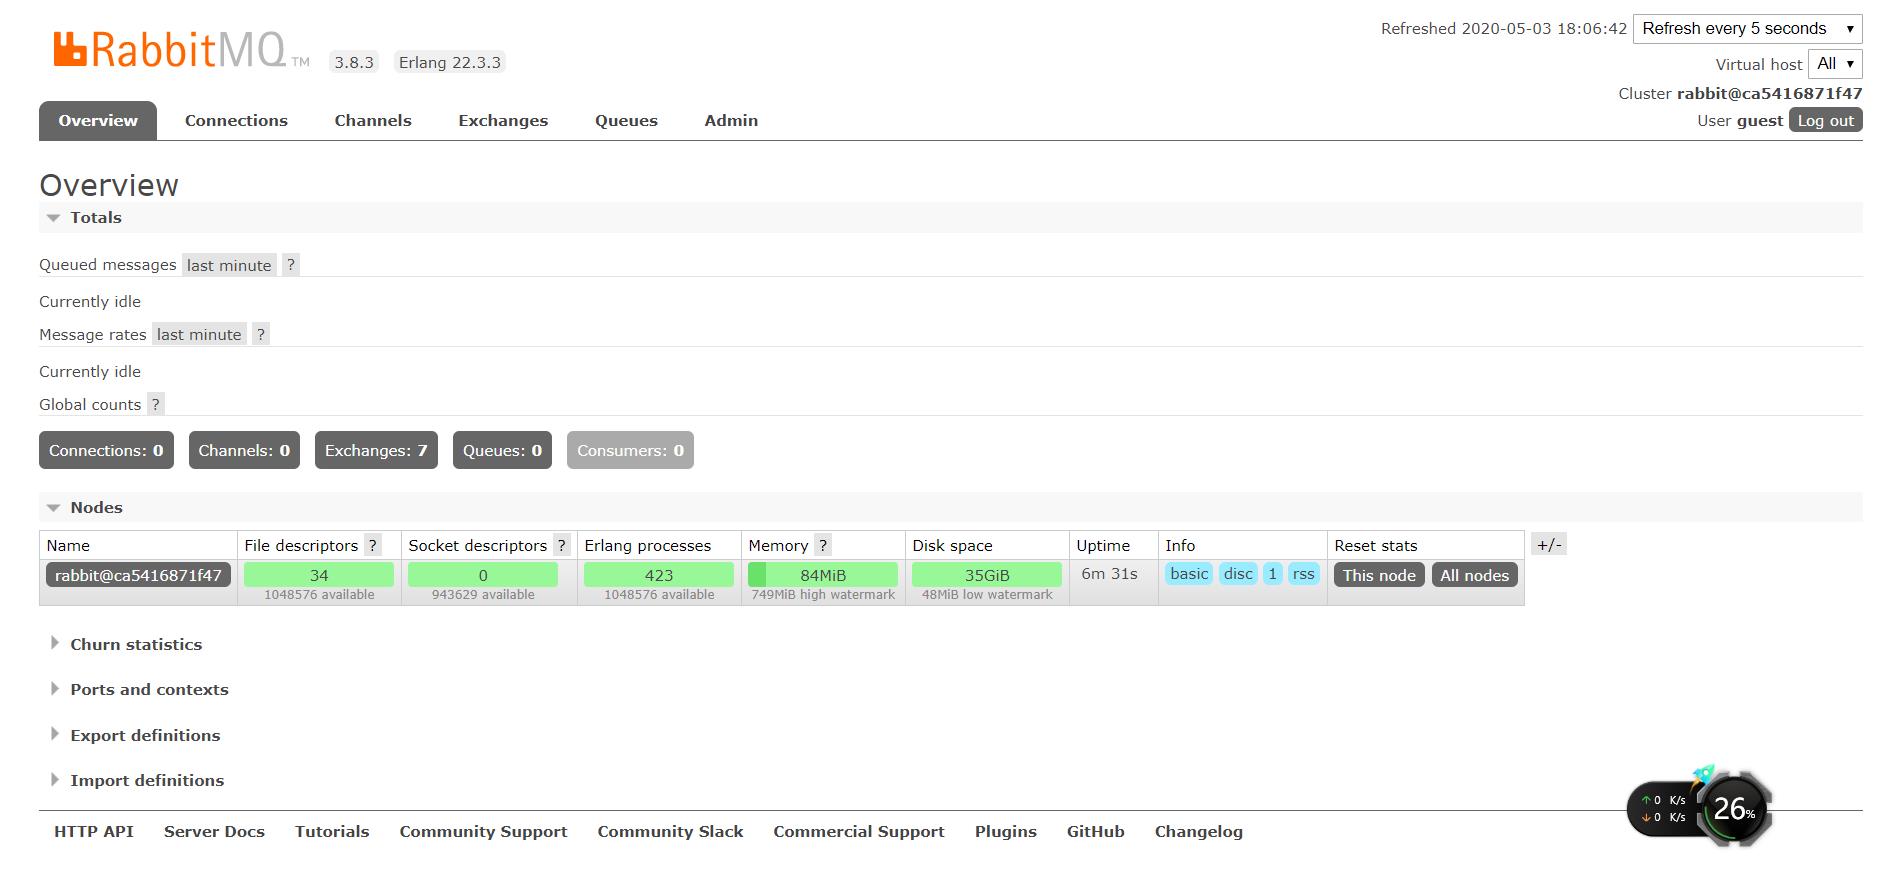 RabbitMQ TM 3.8.3 Erlang 22.3.3
Refreshed 2020-05-03 18:06:42 Refresh every 5 seconds
Virtual host All
Cluster rabbit@ca5416871f47
User guest Log out
Overview Connections Channels Exchanges Queues Admin
Overview
Totals
Queued messages last minute ?
Currently idle
Message rates last minute ?
Currently idle
Global counts ?
Connections: 0 Channels: 0 Exchanges: 7 Queues: 0 Consumers: 0
Nodes
Name File descriptors ? Socket descriptors ? Erlang processes Memory ? Disk space Uptime Info Reset stats +/-
rabbit@ca5416871f47 34 0 423 84MiB 35GiB 6m 31s basic disc 1 rss This node All nodes
1048576 available 943629 available 1048576 available 749MiB high watermark 48MiB low watermark
Churn statistics
Ports and contexts
Export definitions
Import definitions
0 K/s
0 K/s
26%
HTTP API Server Docs Tutorials Community Support Community Slack Commercial Support Plugins GitHub Changelog